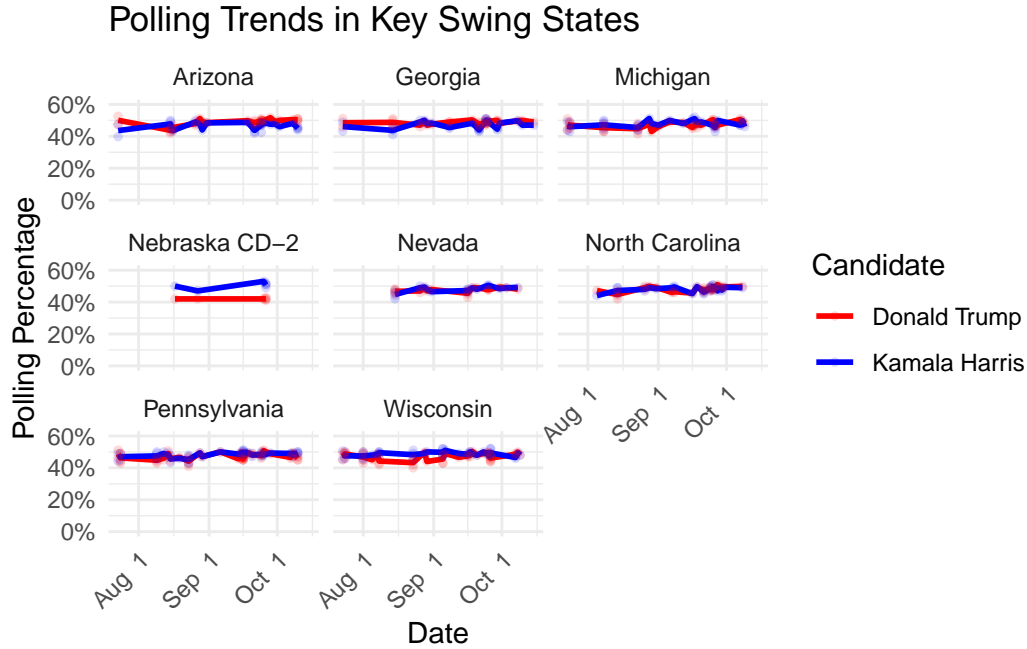 Polling Trends in Key Swing States
Arizona
Georgia
Michigan
60%
40%
20%
0%
Nebraska CD−2
Nevada
North Carolina
60%
40%
20%
0%
Pennsylvania
Wisconsin
60%
40%
20%
0%
Aug 1
Sep 1
Oct 1
Aug 1
Sep 1
Oct 1
Aug 1
Sep 1
Oct 1
Date
Polling Percentage
Candidate
Donald Trump
Kamala Harris